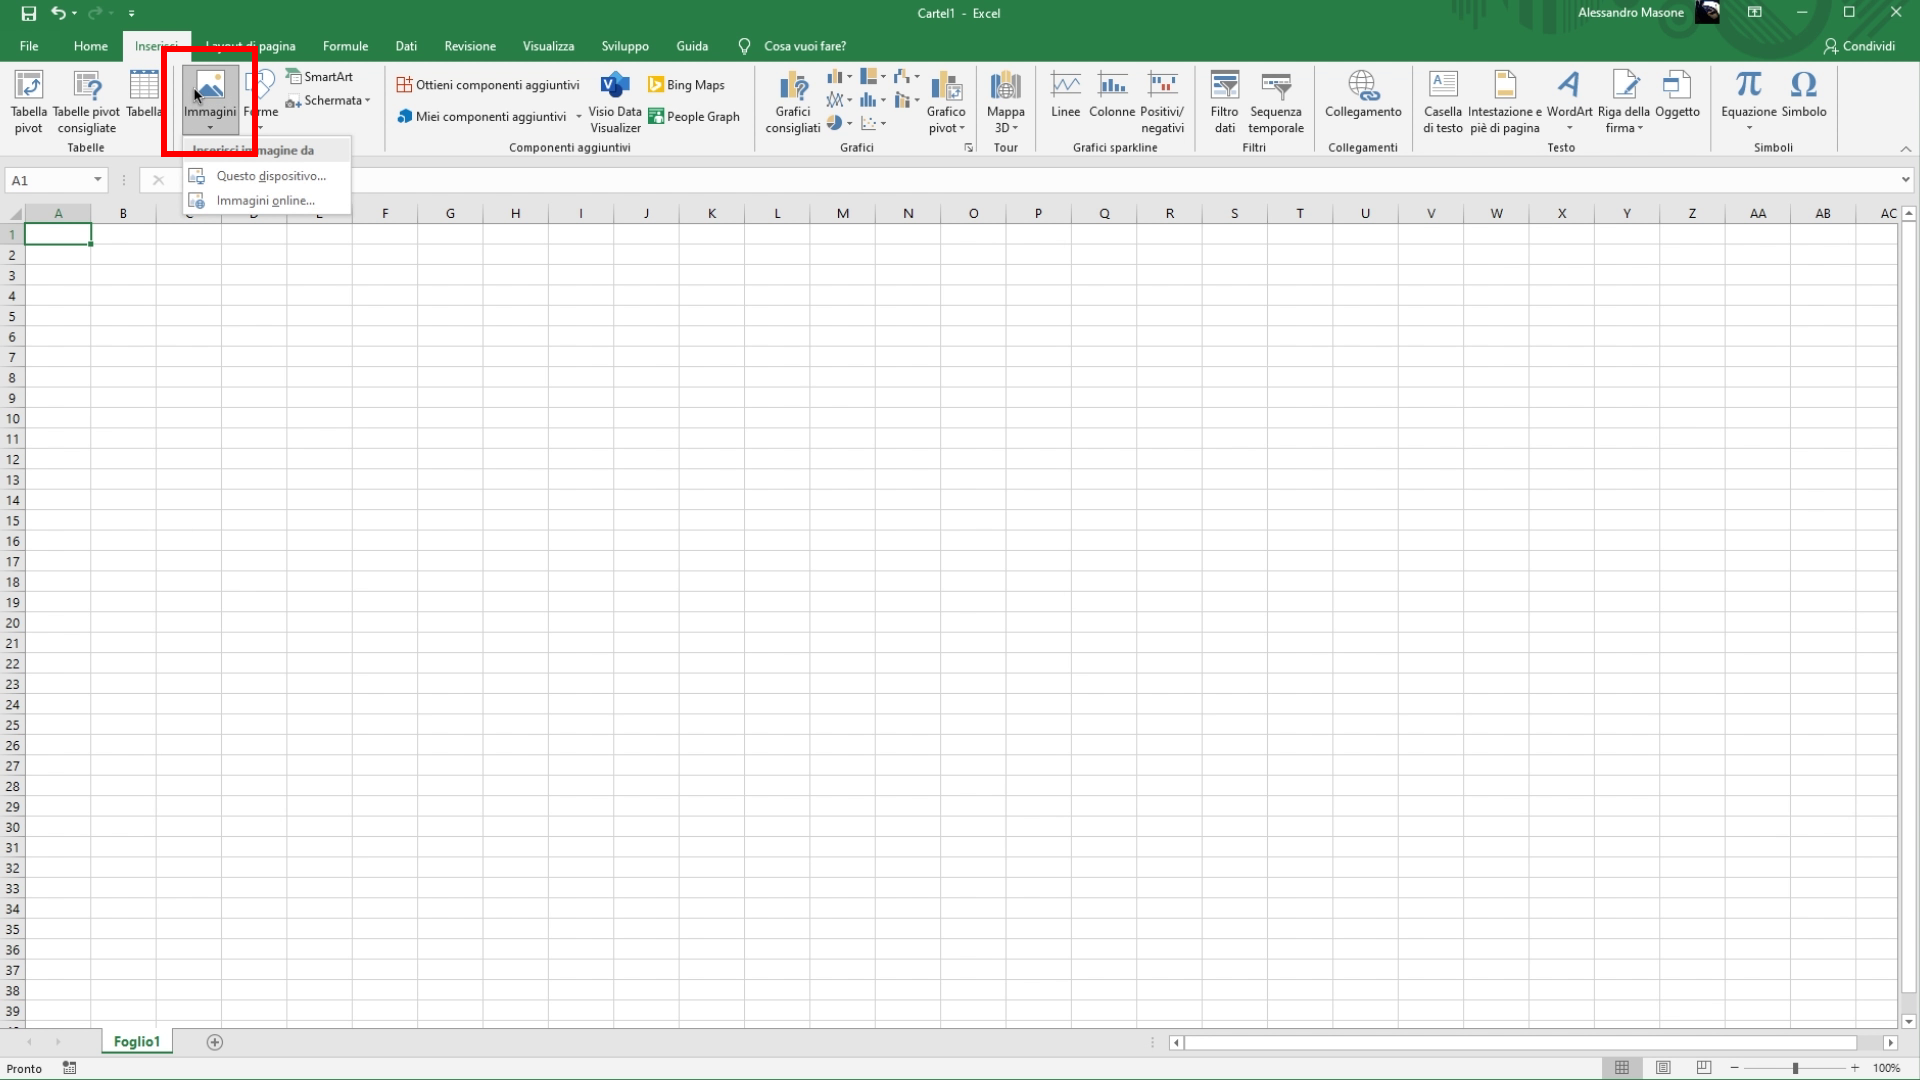 Cartel1 - Excel
Alessandro Masone
File Home Inserisci Layout di pagina Formule Dati Revisione Visualizza Sviluppo Guida Cosa vuoi fare? Condividi
Tabella pivot
Tabelle pivot consigliate
Tabella
Tabelle
Immagini
Forme
SmartArt
Schermata
Ottieni componenti aggiuntivi
Miei componenti aggiuntivi
Visio Data Visualizer
Bing Maps
People Graph
Componenti aggiuntivi
Grafici consigliati
Grafico pivot
Grafici
Mappa 3D
Tour
Linee
Colonne
Positivi/ negativi
Grafici sparkline
Filtro dati
Sequenza temporale
Filtri
Collegamento
Collegamenti
Casella di testo
Intestazione e piè di pagina
WordArt
Riga della firma
Oggetto
Testo
Equazione
Simbolo
Simboli
Inserisci immagine da
Questo dispositivo...
Immagini online...
A1
A B C D E F G H I J K L M N O P Q R S T U V W X Y Z AA AB AC
1
2
3
4
5
6
7
8
9
10
11
12
13
14
15
16
17
18
19
20
21
22
23
24
25
26
27
28
29
30
31
32
33
34
35
36
37
38
39
Foglio1
Pronto
100%